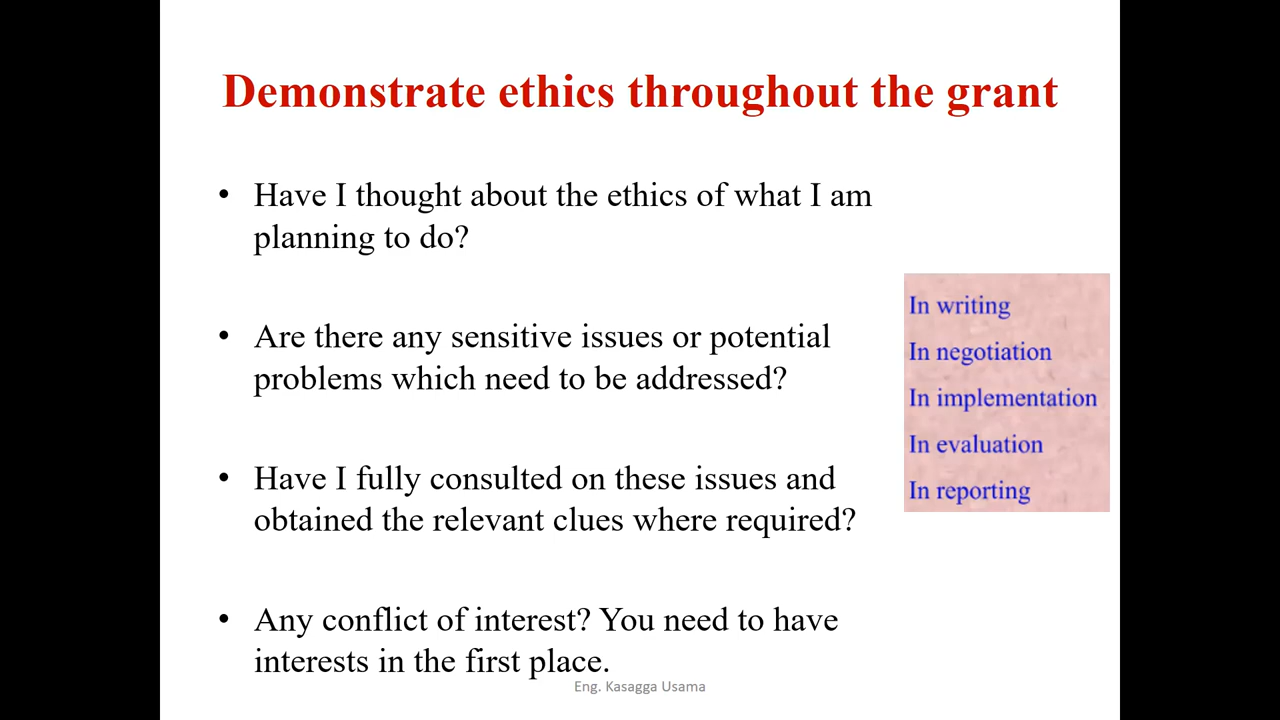 Demonstrate ethics throughout the grant
• Have I thought about the ethics of what I am
planning to do?
• Are there any sensitive issues or potential
problems which need to be addressed?
• Have I fully consulted on these issues and
obtained the relevant clues where required?
• Any conflict of interest? You need to have
interests in the first place.
In writing
In negotiation
In implementation
In evaluation
In reporting
Eng. Kasagga Usama